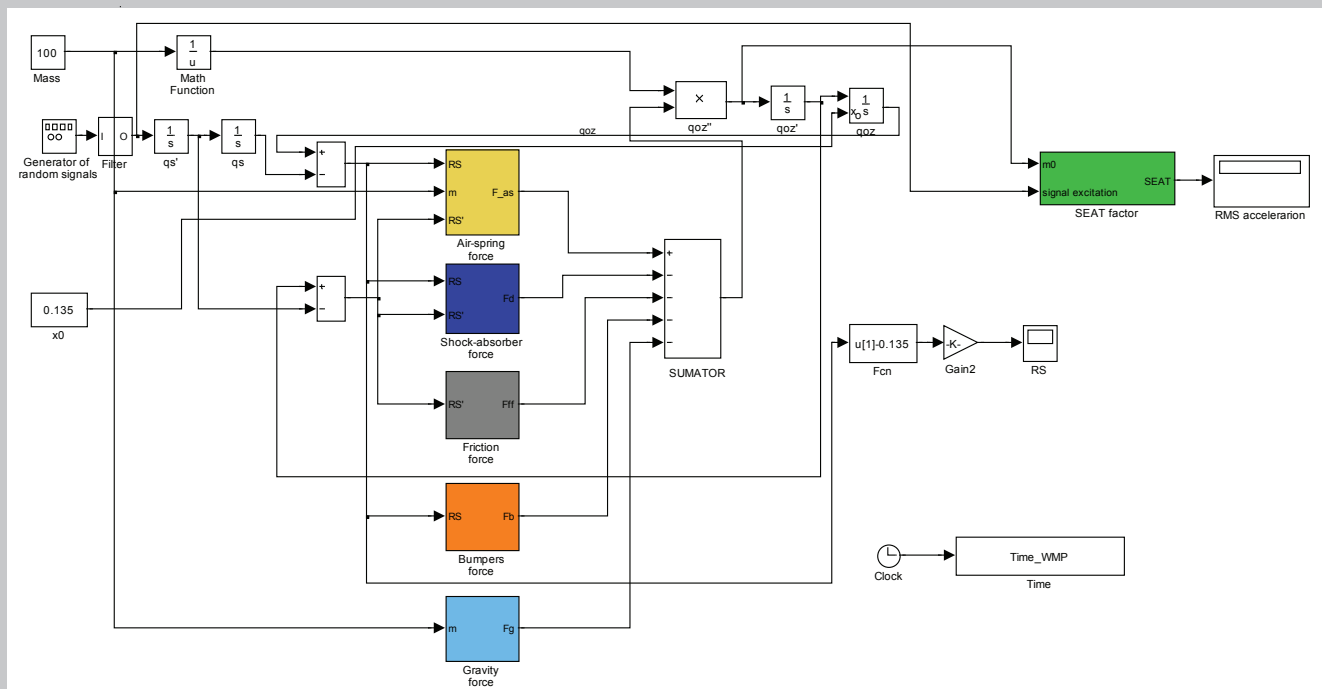 100
Mass
1
u
Math
Function
Generator of
random signals
I
O
Filter
1
s
qs'
1
s
qs
+
−
RS
m
RS'
F_as
Air-spring
force
×
qoz"
1
s
qoz'
xo
1
s
qoz
qoz
m0
signal excitation
SEAT
SEAT factor
RMS accelerarion
0.135
x0
+
−
RS
RS'
Fd
Shock-absorber
force
+
−
−
−
−
SUMATOR
u[1]-0.135
Fcn
-K-
Gain2
RS
RS'
Fff
Friction
force
RS
Fb
Bumpers
force
Clock
Time_WMP
Time
m
Fg
Gravity
force